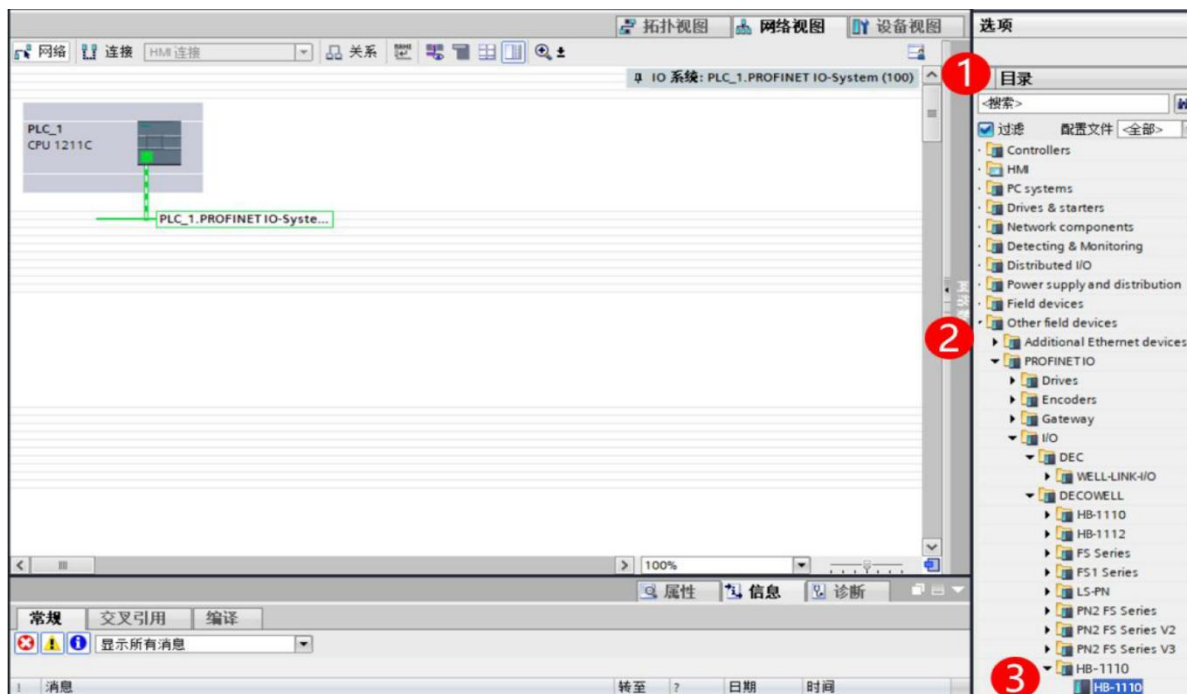 拓扑视图 网络视图 设备视图 选项
网络 连接 HMI 连接 关系
IO 系统: PLC_1.PROFINET IO-System (100)
1
目录
<搜索>
过滤 配置文件 <全部>
PLC_1
CPU 1211C
PLC_1.PROFINET IO-Syste...
Controllers
HMI
PC systems
Drives & starters
Network components
Detecting & Monitoring
Distributed I/O
Power supply and distribution
Field devices
Other field devices
2
Additional Ethernet devices
PROFINET IO
Drives
Encoders
Gateway
I/O
DEC
WELL-LINK-I/O
DECOWELL
HB-1110
HB-1112
FS Series
FS1 Series
LS-PN
PN2 FS Series
PN2 FS Series V2
PN2 FS Series V3
HB-1110
3
HB-1110
100%
属性 信息 诊断
常规 交叉引用 编译
显示所有消息
! 消息 转至 ? 日期 时间